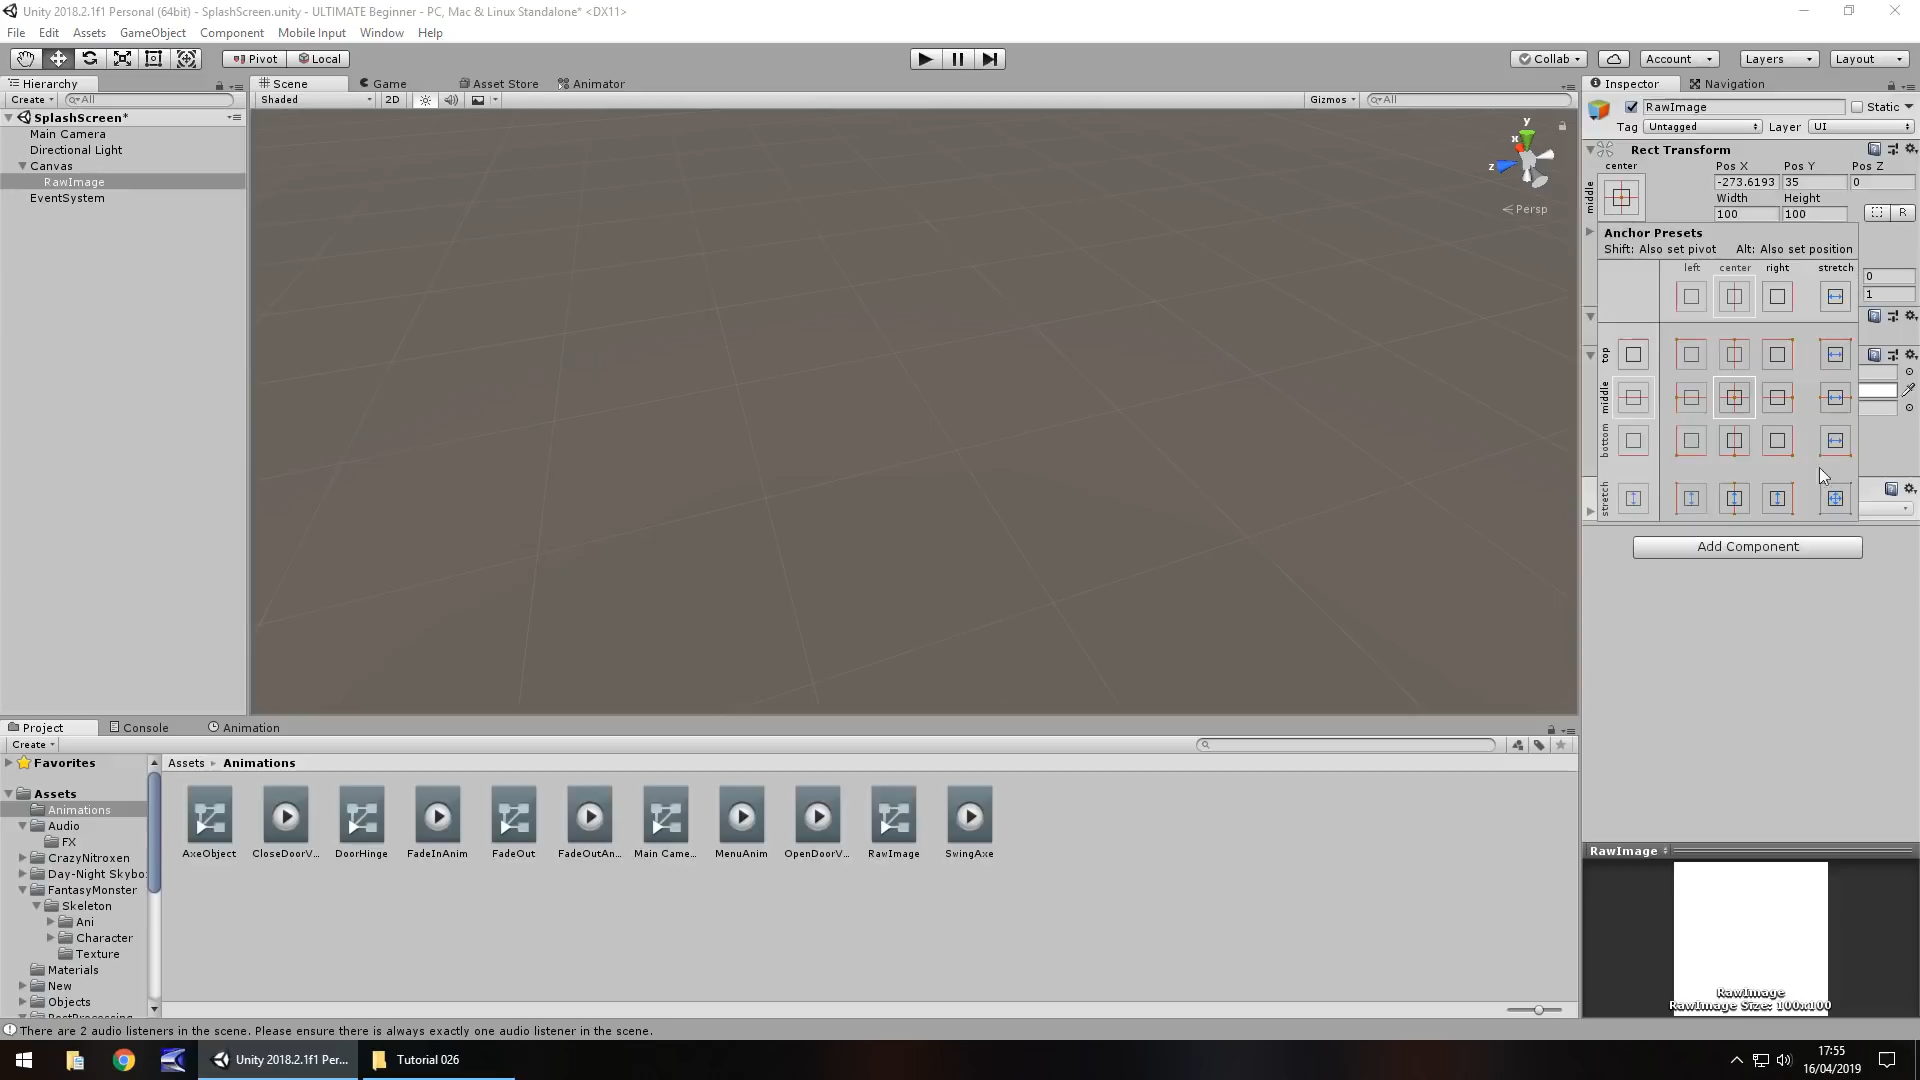 Unity 2018.2.1f1 Personal (64bit) - SplashScreen.unity - ULTIMATE Beginner - PC, Mac & Linux Standalone* <DX11>
File Edit Assets GameObject Component Mobile Input Window Help
Pivot Local Collab Account Layers Layout
Hierarchy Scene Game Asset Store Animator Inspector Navigation
Create All Shaded 2D Gizmos All
SplashScreen*
Main Camera
Directional Light
Canvas
RawImage
EventSystem
y
x
z
Persp
RawImage Static
Tag Untagged Layer UI
Rect Transform
center Pos X Pos Y Pos Z
middle -273.6193 35 0
Width Height
100 100 R
Anchor Presets
Shift: Also set pivot Alt: Also set position
left center right stretch
0
1
top
middle
bottom
stretch
Add Component
Project Console Animation
Create
Favorites
Assets
Animations
Audio
FX
CrazyNitroxen
Day-Night Skybo
FantasyMonster
Skeleton
Ani
Character
Texture
Materials
New
Objects
PostProcessing
Assets Animations
AxeObject CloseDoorV... DoorHinge FadeInAnim FadeOut FadeOutAn... Main Came... MenuAnim OpenDoorV... RawImage SwingAxe
RawImage
RawImage
RawImage Size: 100x100
There are 2 audio listeners in the scene. Please ensure there is always exactly one audio listener in the scene.
Unity 2018.2.1f1 Per... Tutorial 026
17:55
16/04/2019